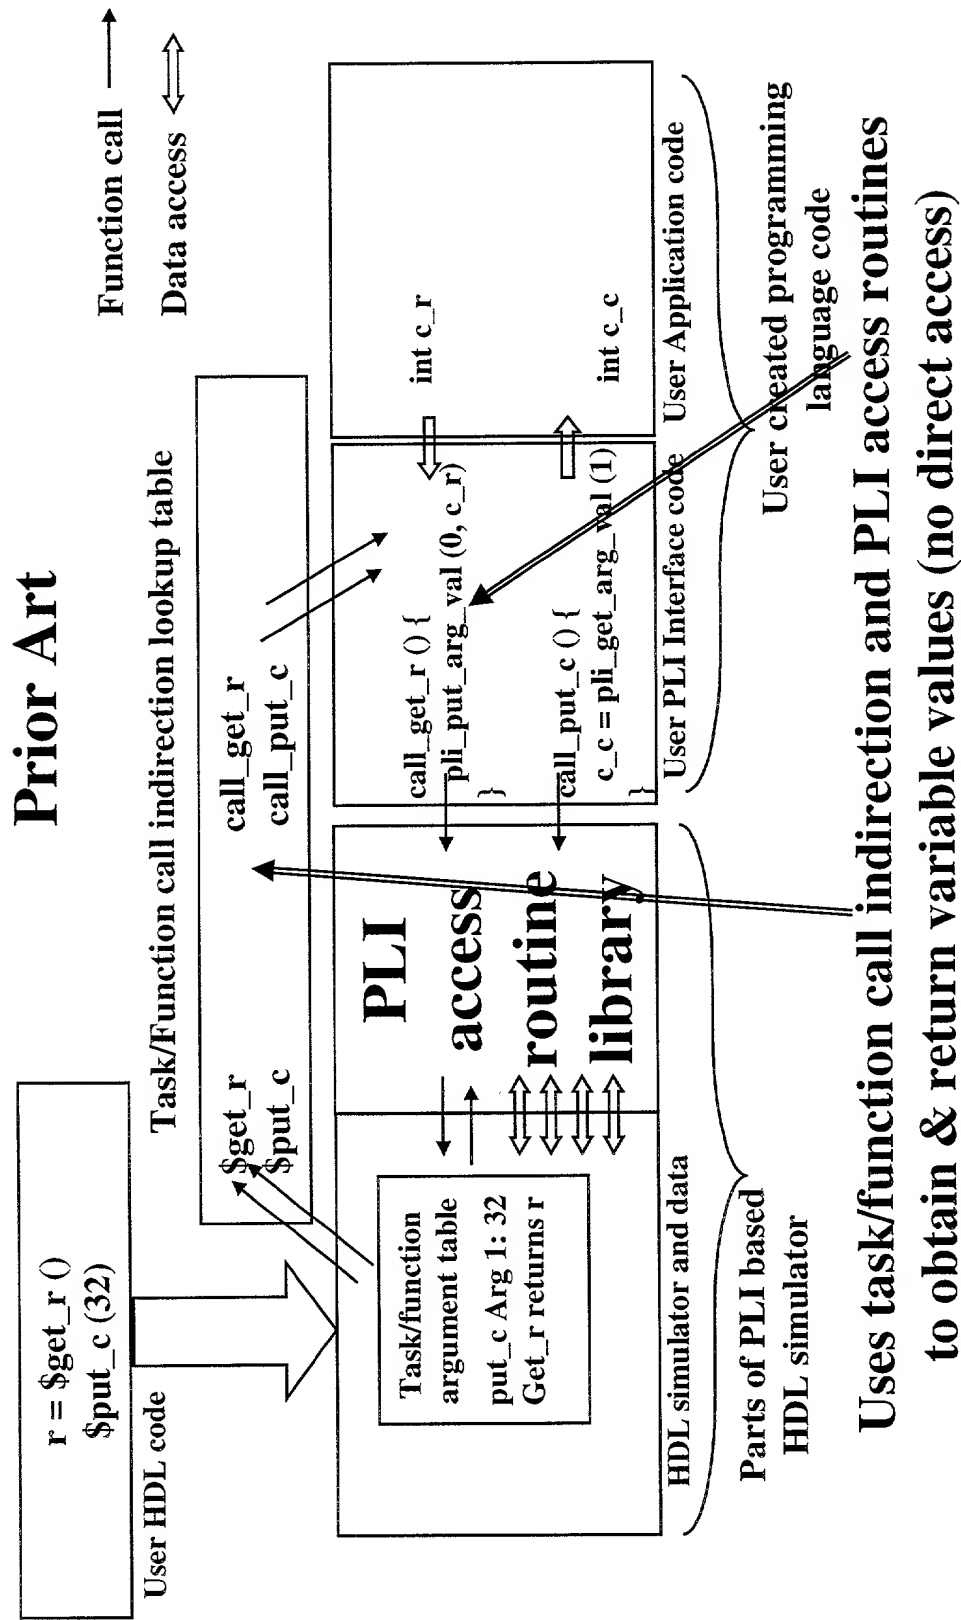 Prior Art
Function call
Data access
r = $get_r ()
$put_c (32)
User HDL code
Task/Function call indirection lookup table
$get_r
$put_c
call_get_r
call_put_c
Task/function
argument table
put_c Arg 1: 32
Get_r returns r
HDL simulator and data
PLI
access
routine
library
call_get_r () {
pli_put_arg_val (0, c_r)
}
call_put_c () {
c_c = pli_get_arg_val (1)
}
User PLI Interface code
int c_r
int c_c
User Application code
Parts of PLI based
HDL simulator
User created programming
language code
Uses task/function call indirection and PLI access routines
to obtain & return variable values (no direct access)